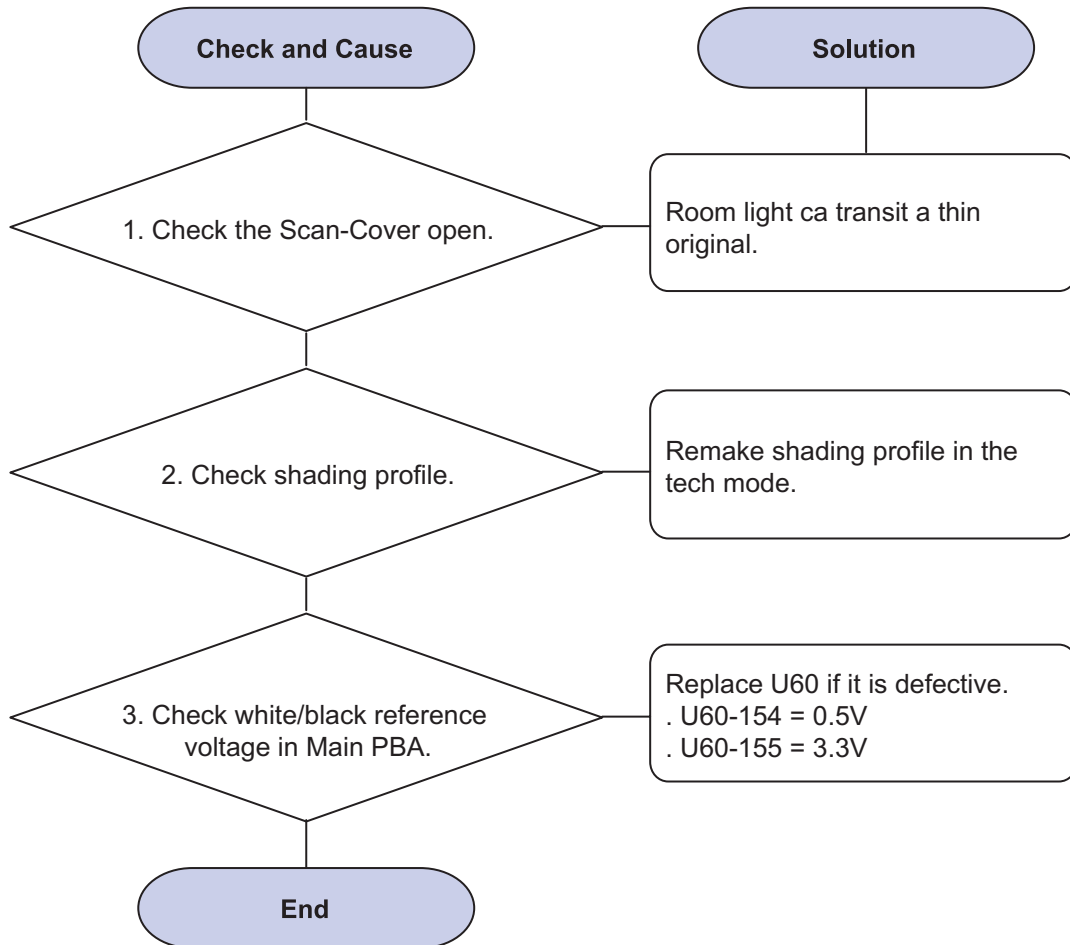 Check and Cause
Solution
1. Check the Scan-Cover open.
Room light ca transit a thin
original.
2. Check shading profile.
Remake shading profile in the
tech mode.
3. Check white/black reference
voltage in Main PBA.
Replace U60 if it is defective.
. U60-154 = 0.5V
. U60-155 = 3.3V
End